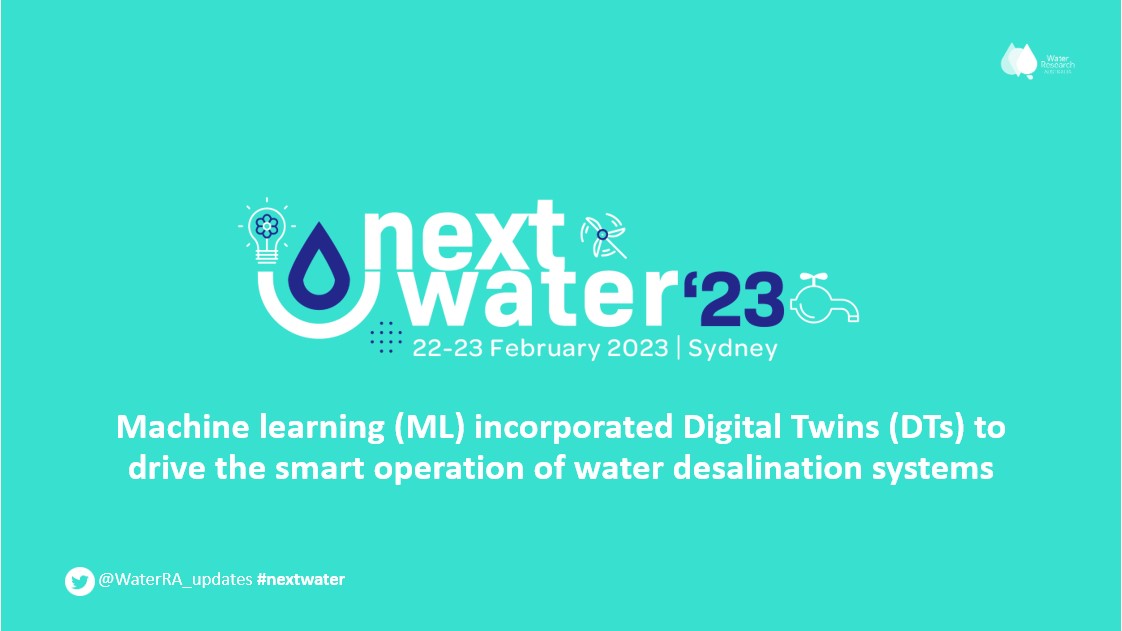 Water
Research
AUSTRALIA
next
water '23
22-23 February 2023 | Sydney
Machine learning (ML) incorporated Digital Twins (DTs) to
drive the smart operation of water desalination systems
@WaterRA_updates #nextwater